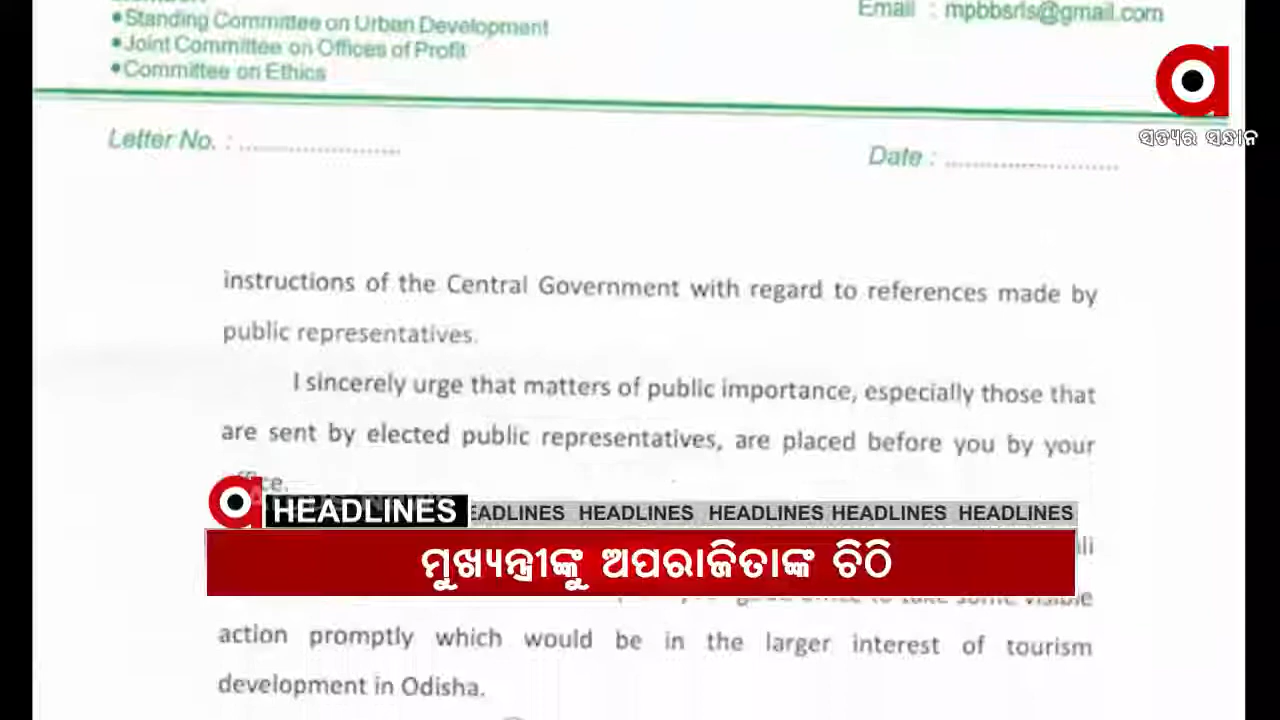 •Standing Committee on Urban Development
•Joint Committee on Offices of Profit
•Committee on Ethics
Email : mpbbsrls@gmail.com
ସତ୍ୟର ସନ୍ଧାନ
Letter No. : ............................
Date : ..............................
instructions of the Central Government with regard to references made by
public representatives.
I sincerely urge that matters of public importance, especially those that
are sent by elected public representatives, are placed before you by your
HEADLINES
EADLINES HEADLINES HEADLINES HEADLINES HEADLINES
ମୁଖ୍ୟନ୍ତ୍ରୀଙ୍କୁ ଅପରାଜିତାଙ୍କ ଚିଠି
action promptly which would be in the larger interest of tourism
development in Odisha.